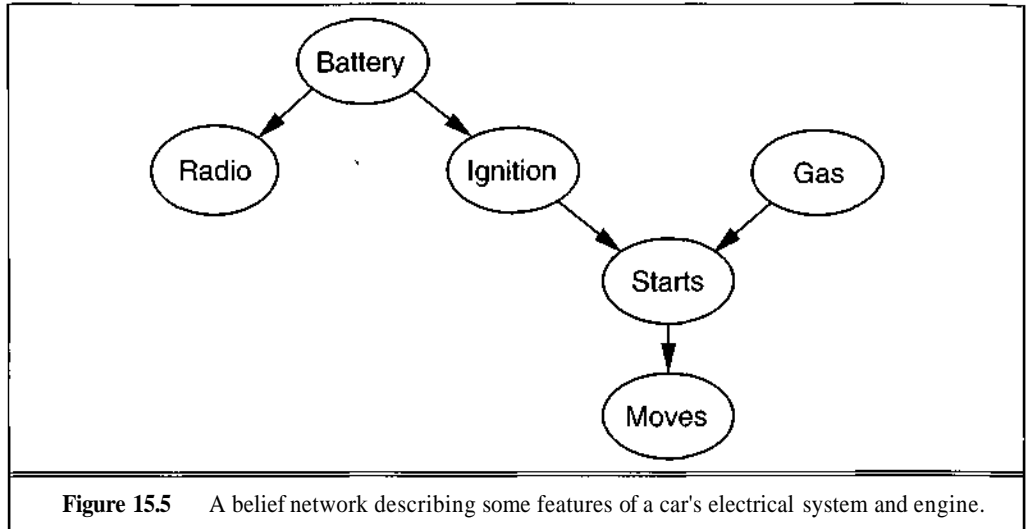 Battery
Radio
Ignition
Gas
Starts
Moves
Figure 15.5 A belief network describing some features of a car's electrical system and engine.